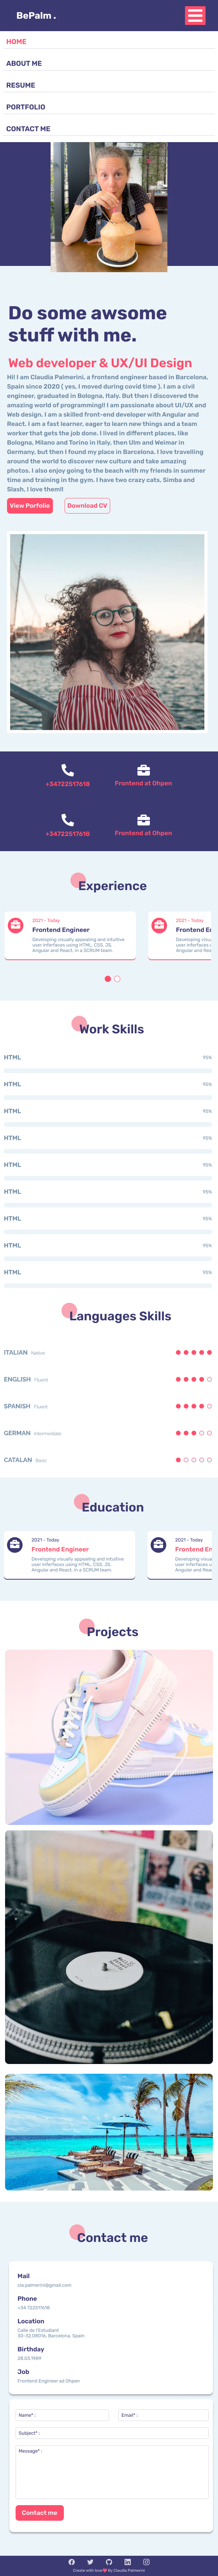 BePalm .
HOME
ABOUT ME
RESUME
PORTFOLIO
CONTACT ME
Do some awsome
stuff with me.
Web developer & UX/UI Design
Hi! I am Claudia Palmerini, a frontend engineer based in Barcelona,
Spain since 2020 ( yes, I moved during covid time ). I am a civil
engineer, graduated in Bologna, Italy. But then I discovered the
amazing world of programming!! I am passionate about UI/UX and
Web design. I am a skilled front-end developer with Angular and
React. I am a fast learner, eager to learn new things and a team
worker that gets the job done. I lived in different places, like
Bologna, Milano and Torino in Italy, then Ulm and Weimar in
Germany, but then I found my place in Barcelona. I love travelling
around the world to discover new culture and take amazing
photos. I also enjoy going to the beach with my friends in summer
time and training in the gym. I have two crazy cats, Simba and
Slash, I love them!!
View Porfolio
Download CV
+34722517618
Frontend at Ohpen
+34722517618
Frontend at Ohpen
Experience
2021 - Today
Frontend Engineer
Developing visually appealing and intuitive
user interfaces using HTML, CSS, JS,
Angular and React, in a SCRUM team.
2021 - Today
Frontend En
Developing visua
user interfaces u
Angular and Rea
Work Skills
HTML 95%
HTML 95%
HTML 95%
HTML 95%
HTML 95%
HTML 95%
HTML 95%
HTML 95%
HTML 95%
Languages Skills
ITALIAN Native
ENGLISH Fluent
SPANISH Fluent
GERMAN Intermediate
CATALAN Basic
Education
2021 - Today
Frontend Engineer
Developing visually appealing and intuitive
user interfaces using HTML, CSS, JS,
Angular and React, in a SCRUM team.
2021 - Today
Frontend En
Developing visua
user interfaces u
Angular and Rea
Projects
Contact me
Mail
cla.palmerini@gmail.com
Phone
+34 722517618
Location
Calle de l'Estudiant
30-32,08016, Barcelona, Spain
Birthday
28.03.1989
Job
Frontend Engineer ad Ohpen
Name* :
Email* :
Subject* :
Message* :
Contact me
Create with love❤️ By Claudia Palmerini